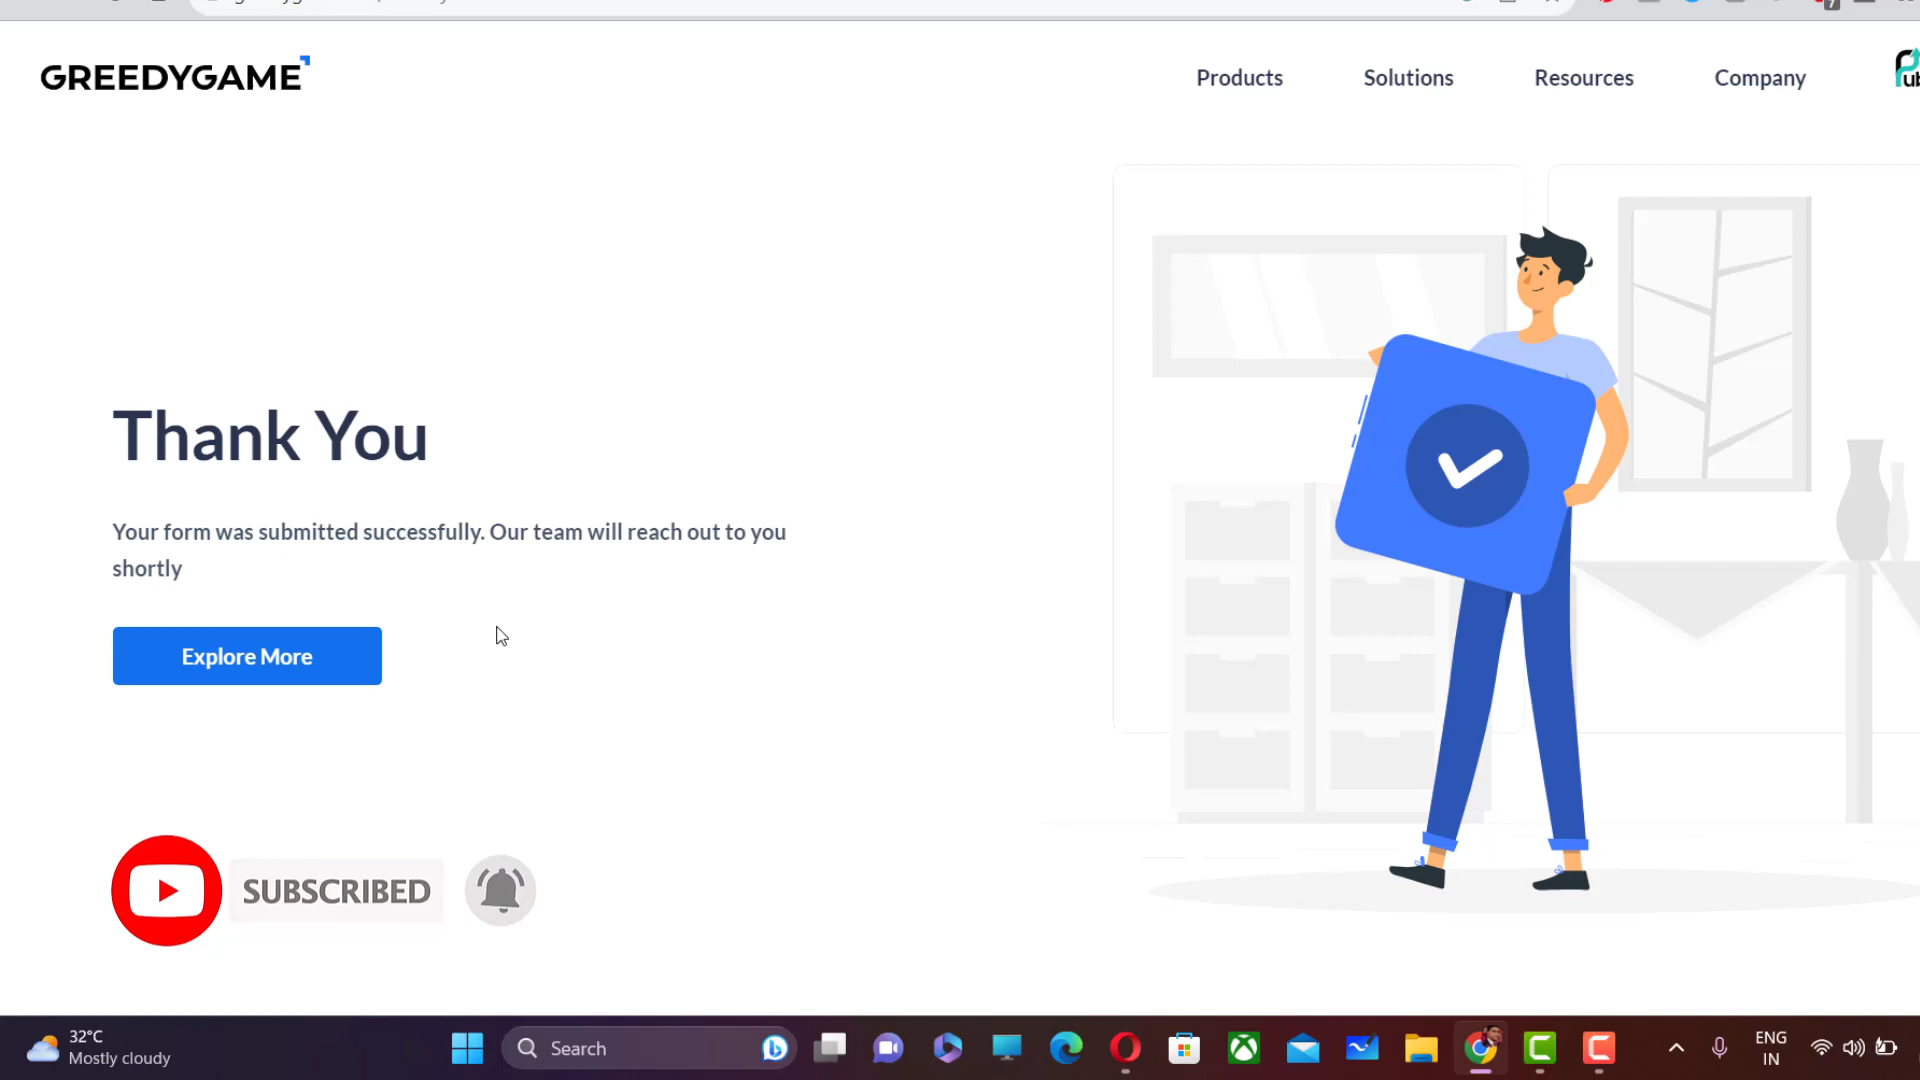 7
GREEDYGAME
Products
Solutions
Resources
Company
Thank You
Your form was submitted successfully. Our team will reach out to you
shortly
Explore More
SUBSCRIBED
32°C
Mostly cloudy
Search
ENG
IN